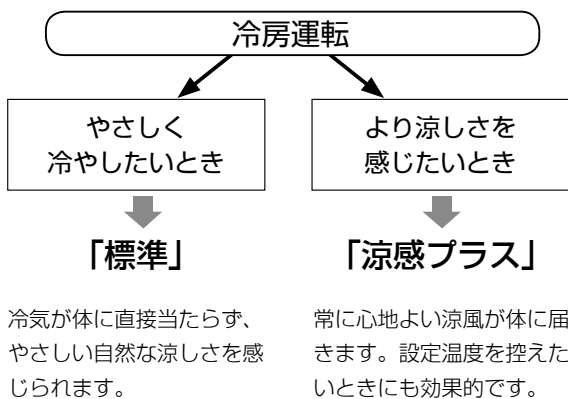 冷房運転
やさしく
冷やしたいとき
より涼しさを
感じたいとき
「標準」
「涼感プラス」
冷気が体に直接当たらず、
やさしい自然な涼しさを感
じられます。
常に心地よい涼風が体に届
きます。設定温度を控えた
いときにも効果的です。